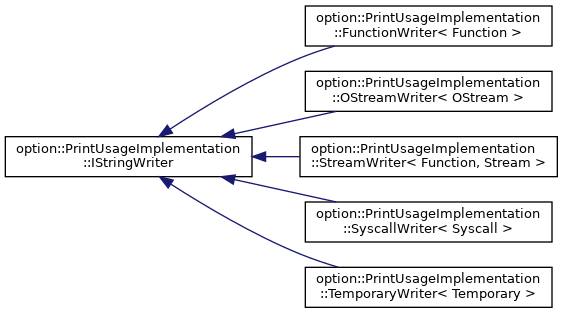 option::PrintUsageImplementation
::FunctionWriter< Function >
option::PrintUsageImplementation
::OStreamWriter< OStream >
option::PrintUsageImplementation
::IStringWriter
option::PrintUsageImplementation
::StreamWriter< Function, Stream >
option::PrintUsageImplementation
::SyscallWriter< Syscall >
option::PrintUsageImplementation
::TemporaryWriter< Temporary >